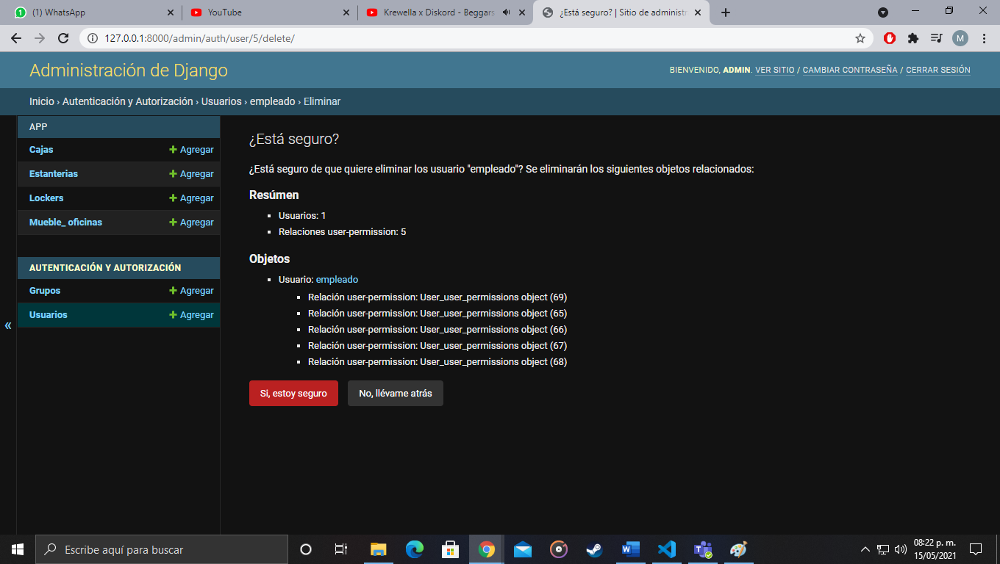 (1) WhatsApp
YouTube
Krewella x Diskord - Beggars
¿Está seguro? | Sitio de administr
127.0.0.1:8000/admin/auth/user/5/delete/
M
Administración de Django
BIENVENIDO, ADMIN. VER SITIO / CAMBIAR CONTRASEÑA / CERRAR SESIÓN
Inicio › Autenticación y Autorización › Usuarios › empleado › Eliminar
APP
Cajas + Agregar
Estanterias + Agregar
Lockers + Agregar
Mueble_ oficinas + Agregar
AUTENTICACIÓN Y AUTORIZACIÓN
Grupos + Agregar
Usuarios + Agregar
«
¿Está seguro?
¿Está seguro de que quiere eliminar los usuario "empleado"? Se eliminarán los siguientes objetos relacionados:
Resúmen
Usuarios: 1
Relaciones user-permission: 5
Objetos
Usuario: empleado
Relación user-permission: User_user_permissions object (69)
Relación user-permission: User_user_permissions object (65)
Relación user-permission: User_user_permissions object (66)
Relación user-permission: User_user_permissions object (67)
Relación user-permission: User_user_permissions object (68)
Si, estoy seguro
No, llévame atrás
Escribe aquí para buscar
08:22 p. m.
15/05/2021